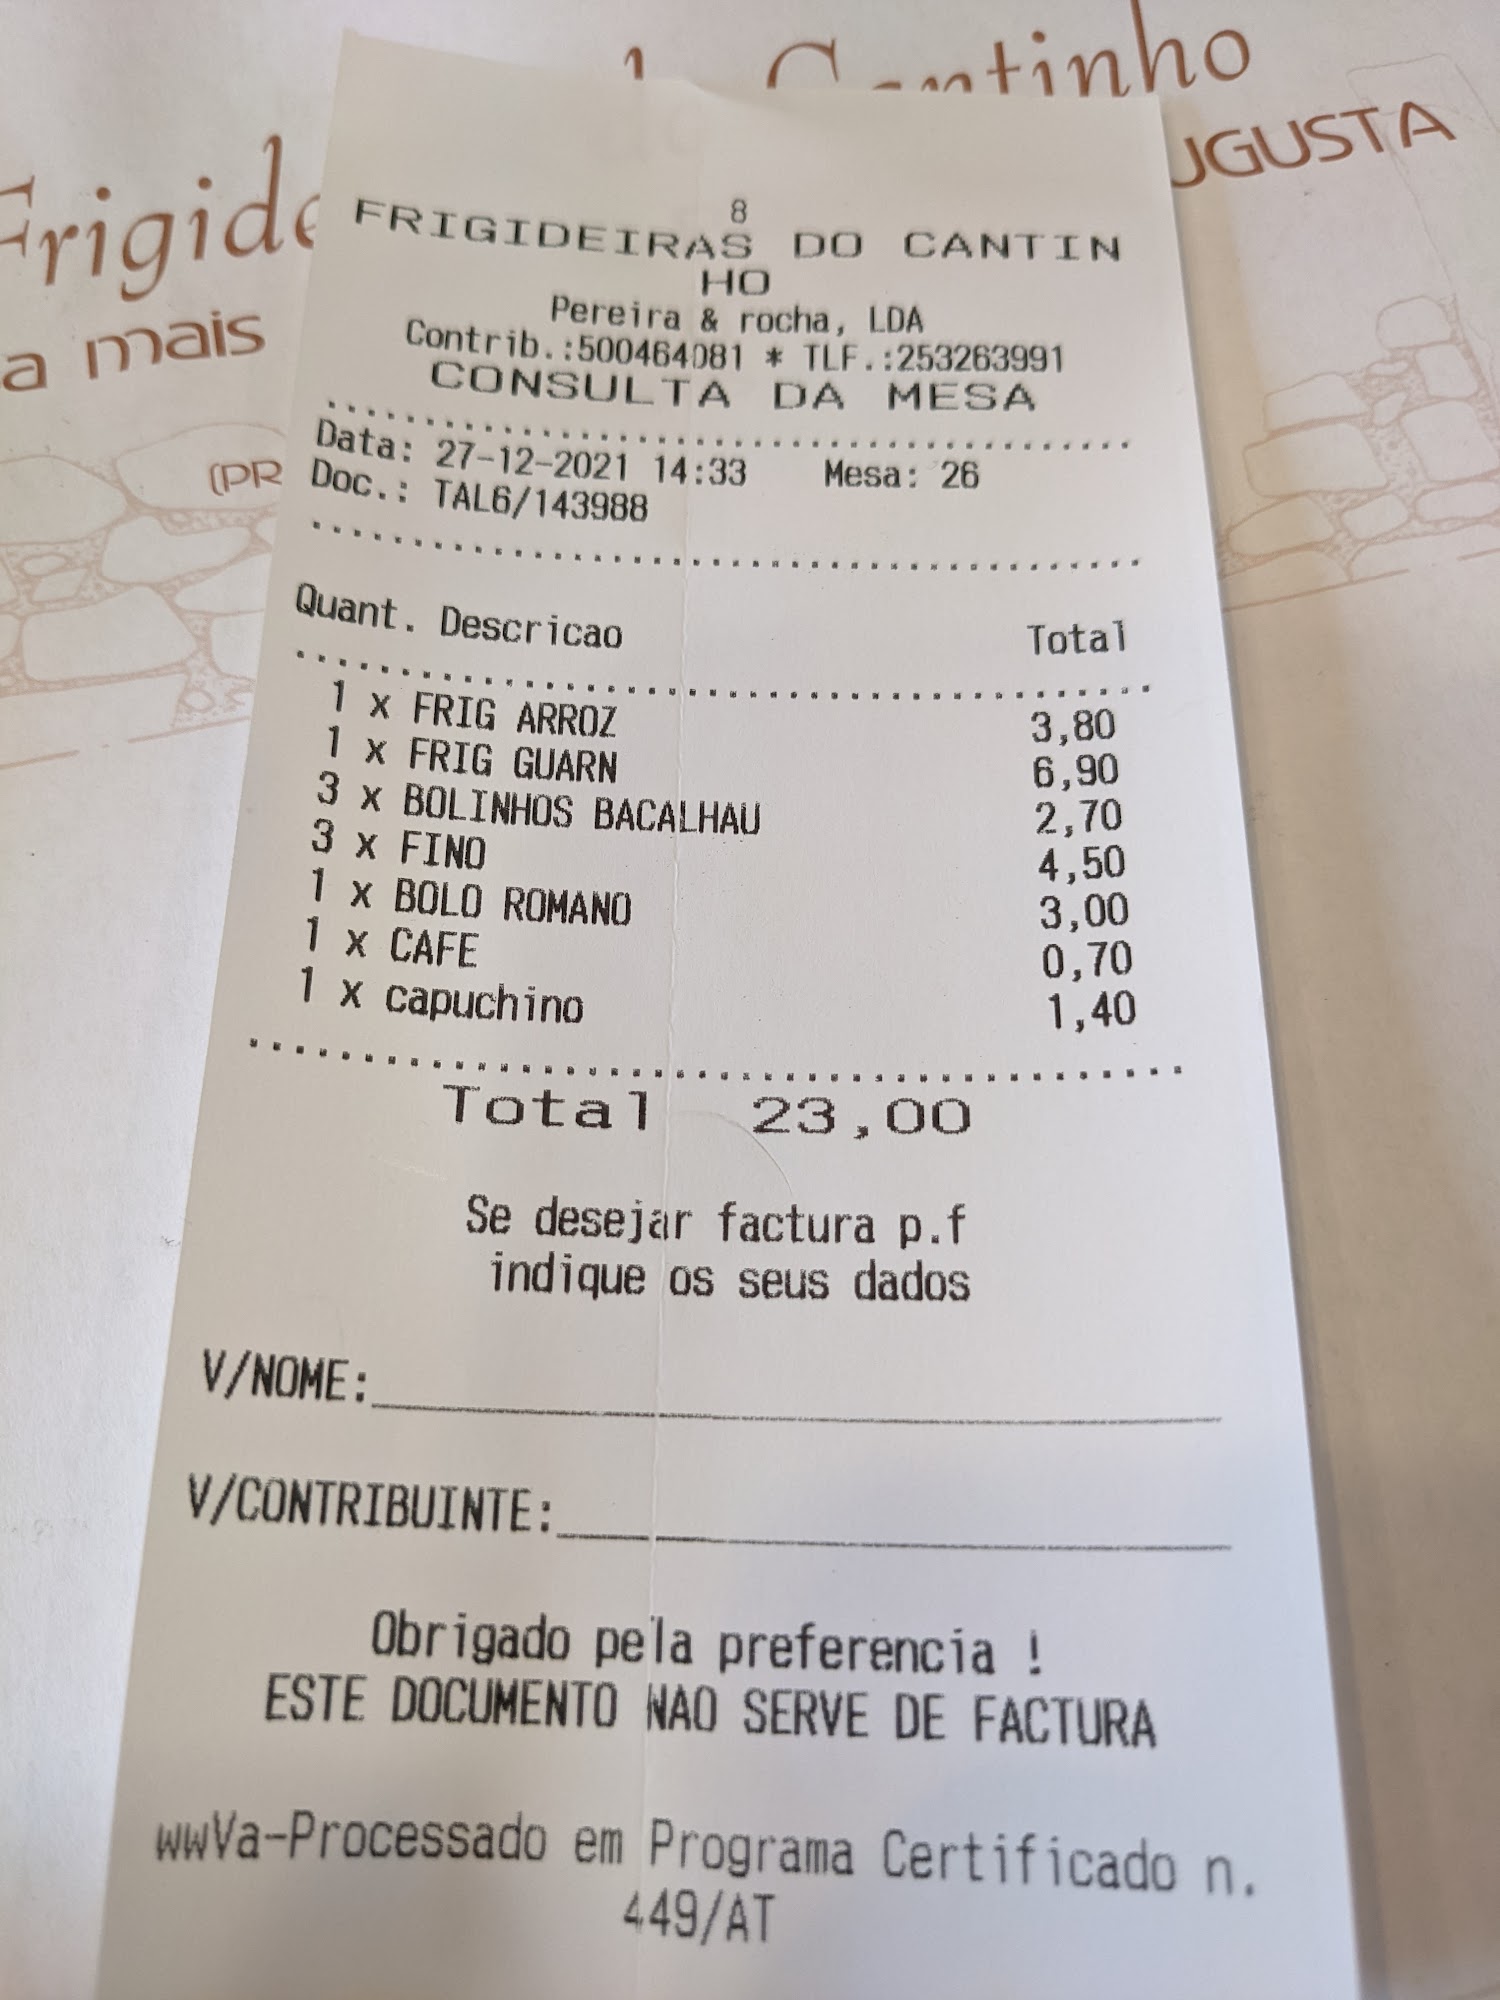 Cantinho
Frigide
UGUSTA
a mais
(PR
8
FRIGIDEIRAS DO CANTIN
HO
Pereira & rocha, LDA
Contrib.:500464081 * TLF.:253263991
CONSULTA DA MESA
Data: 27-12-2021 14:33 Mesa: 26
Doc.: TAL6/143988
Quant. Descricao Total
1 x FRIG ARROZ 3,80
1 x FRIG GUARN 6,90
3 x BOLINHOS BACALHAU 2,70
3 x FINO 4,50
1 x BOLO ROMANO 3,00
1 x CAFE 0,70
1 x capuchino 1,40
Total 23,00
Se desejar factura p.f
indique os seus dados
V/NOME:
V/CONTRIBUINTE:
Obrigado pela preferencia !
ESTE DOCUMENTO NAO SERVE DE FACTURA
wwVa-Processado em Programa Certificado n.
449/AT